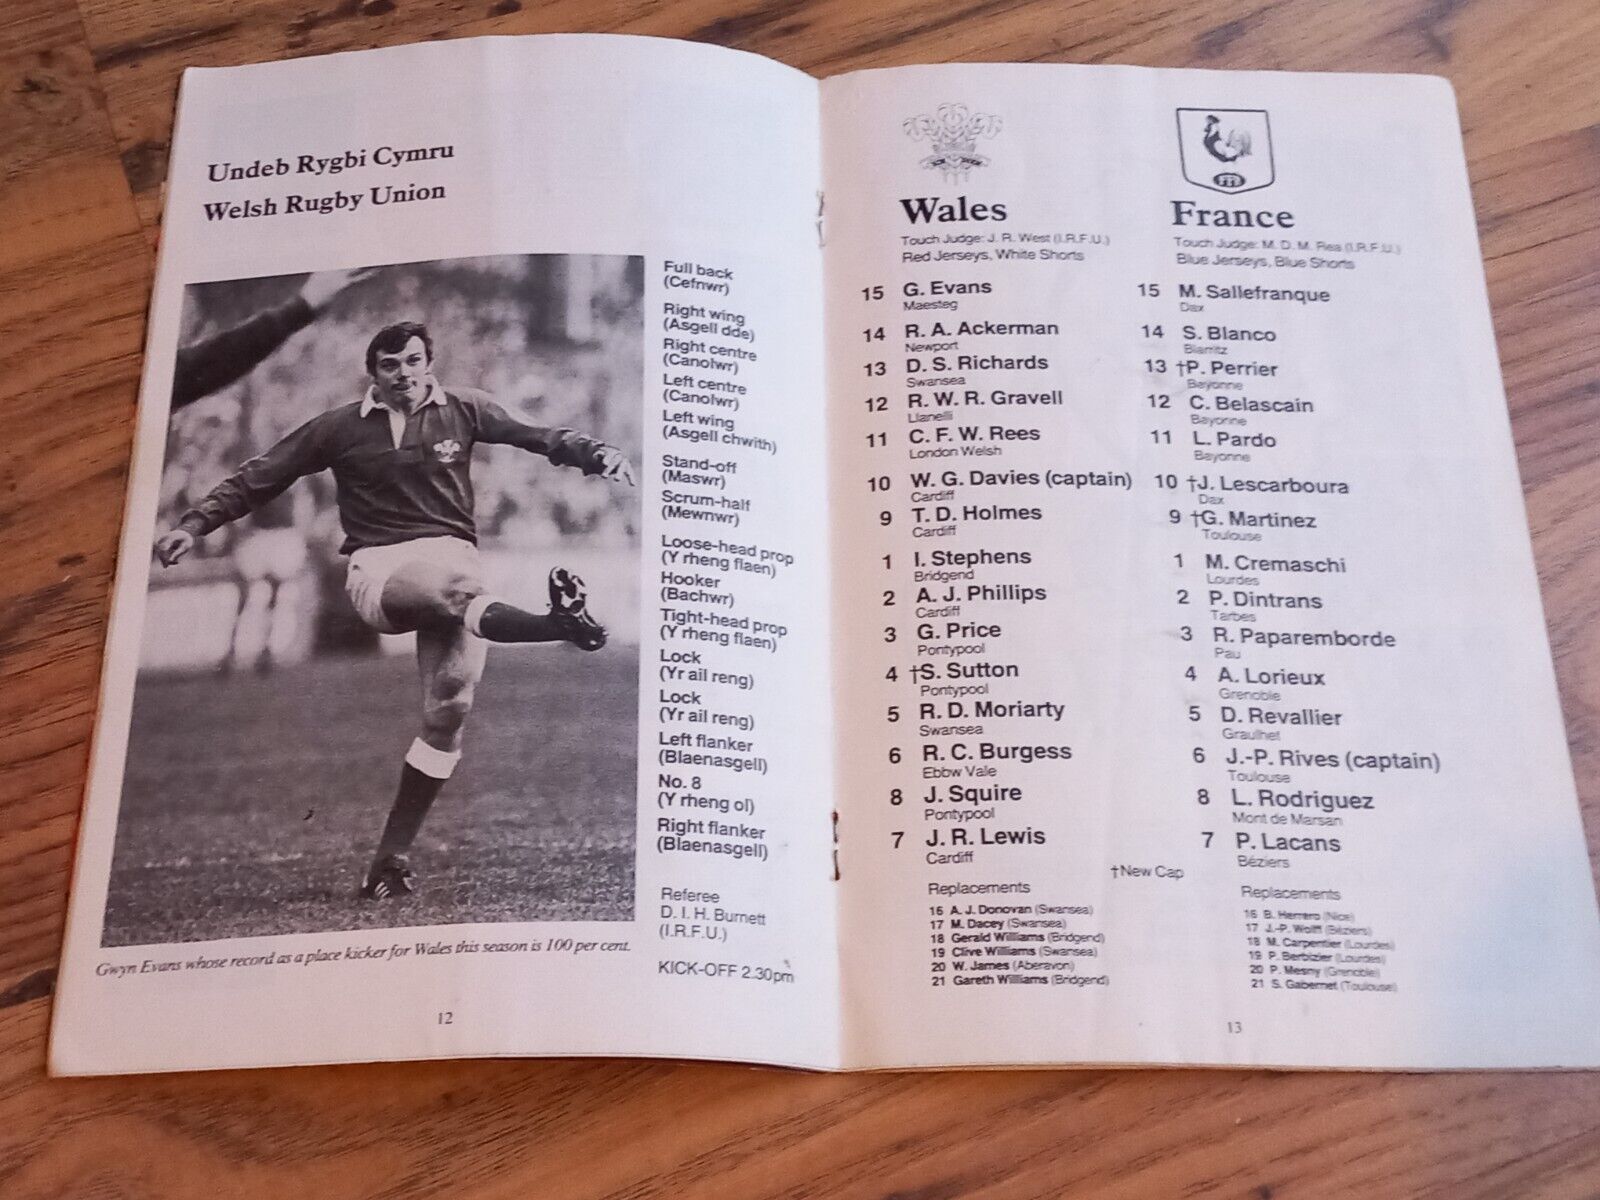 Undeb Rygbi Cymru
Welsh Rugby Union
Gwyn Evans whose record as a place kicker for Wales this season is 100 per cent.
Full back
(Cefnwr)
Right wing
(Asgell dde)
Right centre
(Canolwr)
Left centre
(Canolwr)
Left wing
(Asgell chwith)
Stand-off
(Maswr)
Scrum-half
(Mewnwr)
Loose-head prop
(Y rheng flaen)
Hooker
(Bachwr)
Tight-head prop
(Y rheng flaen)
Lock
(Yr ail reng)
Lock
(Yr ail reng)
Left flanker
(Blaenasgell)
No. 8
(Y rheng ol)
Right flanker
(Blaenasgell)
Referee
D. I. H. Burnett
(I.R.F.U.)
KICK-OFF 2.30pm
12
Wales
Touch Judge: J. R. West (I.R.F.U.)
Red Jerseys, White Shorts
15 G. Evans
Maesteg
14 R. A. Ackerman
Newport
13 D. S. Richards
Swansea
12 R. W. R. Gravell
Llanelli
11 C. F. W. Rees
London Welsh
10 W. G. Davies (captain)
Cardiff
9 T. D. Holmes
Cardiff
1 I. Stephens
Bridgend
2 A. J. Phillips
Cardiff
3 G. Price
Pontypool
4 †S. Sutton
Pontypool
5 R. D. Moriarty
Swansea
6 R. C. Burgess
Ebbw Vale
8 J. Squire
Pontypool
7 J. R. Lewis
Cardiff
†New Cap
Replacements
16 A. J. Donovan (Swansea)
17 M. Dacey (Swansea)
18 Gerald Williams (Bridgend)
19 Clive Williams (Swansea)
20 W. James (Aberavon)
21 Gareth Williams (Bridgend)
FFR
France
Touch Judge: M. D. M. Rea (I.R.F.U.)
Blue Jerseys, Blue Shorts
15 M. Sallefranque
Dax
14 S. Blanco
Biarritz
13 †P. Perrier
Bayonne
12 C. Belascain
Bayonne
11 L. Pardo
Bayonne
10 †J. Lescarboura
Dax
9 †G. Martinez
Toulouse
1 M. Cremaschi
Lourdes
2 P. Dintrans
Tarbes
3 R. Paparemborde
Pau
4 A. Lorieux
Grenoble
5 D. Revallier
Graulhet
6 J.-P. Rives (captain)
Toulouse
8 L. Rodriguez
Mont de Marsan
7 P. Lacans
Béziers
Replacements
16 B. Herrero (Nice)
17 J.-P. Wolff (Béziers)
18 M. Carpentier (Lourdes)
19 P. Berbizier (Lourdes)
20 P. Mesny (Grenoble)
21 S. Gabernet (Toulouse)
13